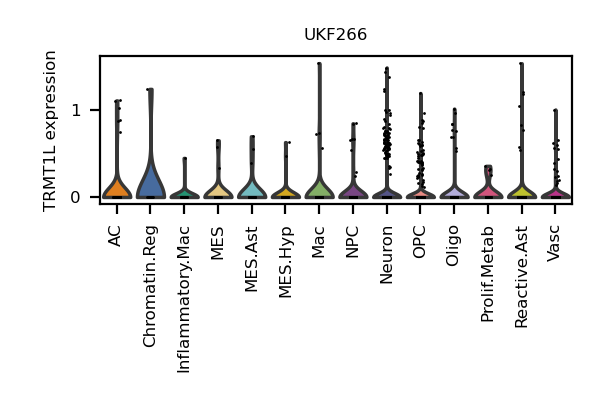 UKF266
TRMT1L expression
1
0
AC
Chromatin.Reg
Inflammatory.Mac
MES
MES.Ast
MES.Hyp
Mac
NPC
Neuron
OPC
Oligo
Prolif.Metab
Reactive.Ast
Vasc